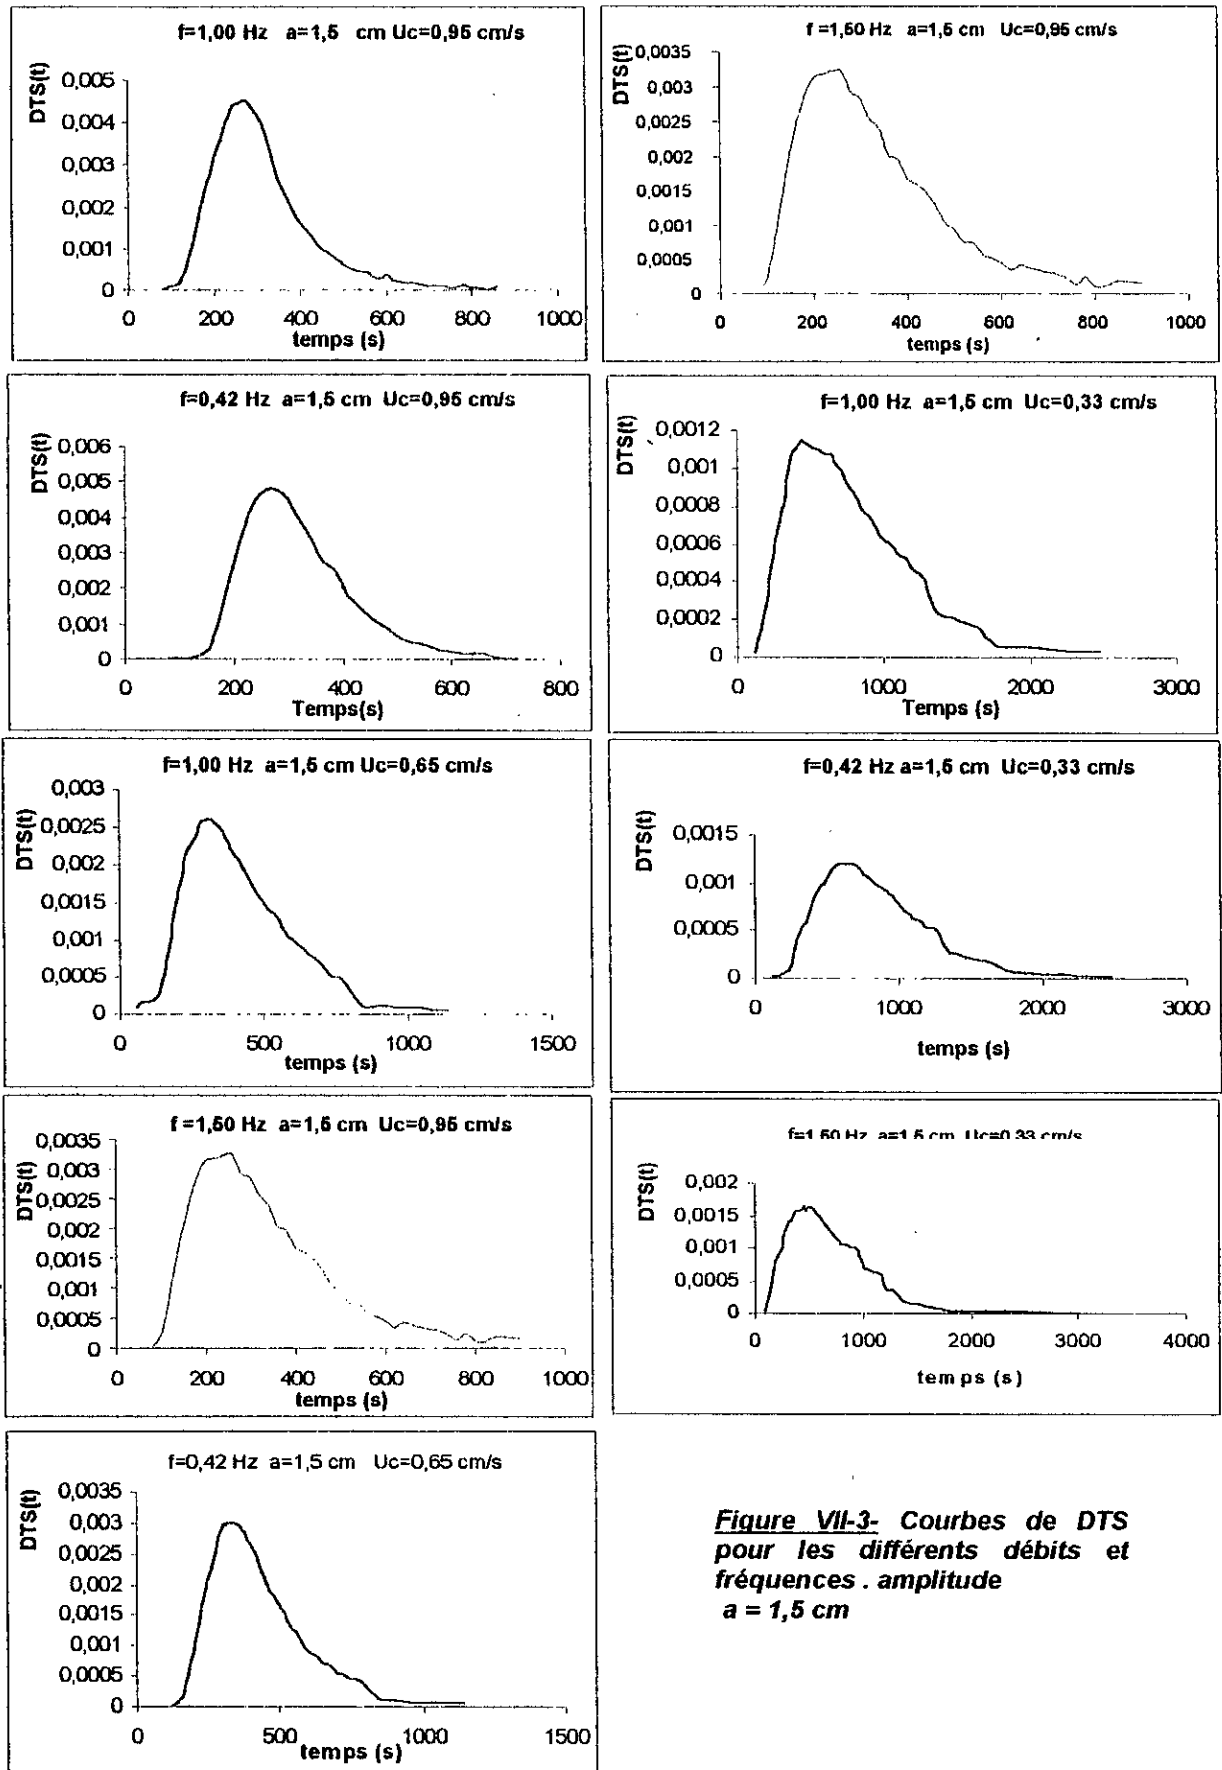 f=1,00 Hz a=1,5 cm Uc=0,95 cm/s
DTS(t)
0,005
0,004
0,003
0,002
0,001
0
0 200 400 600 800 1000
temps (s)
f =1,50 Hz a=1,5 cm Uc=0,95 cm/s
DTS(t)
0,0035
0,003
0,0025
0,002
0,0015
0,001
0,0005
0
0 200 400 600 800 1000
temps (s)
f=0,42 Hz a=1,5 cm Uc=0,95 cm/s
DTS(t)
0,006
0,005
0,004
0,003
0,002
0,001
0
0 200 400 600 800
Temps(s)
f=1,00 Hz a=1,5 cm Uc=0,33 cm/s
DTS(t)
0,0012
0,001
0,0008
0,0006
0,0004
0,0002
0
0 1000 2000 3000
Temps (s)
f=1,00 Hz a=1,5 cm Uc=0,65 cm/s
DTS(t)
0,003
0,0025
0,002
0,0015
0,001
0,0005
0
0 500 1000 1500
temps (s)
f=0,42 Hz a=1,5 cm Uc=0,33 cm/s
DTS(t)
0,0015
0,001
0,0005
0
0 1000 2000 3000
temps (s)
f =1,50 Hz a=1,5 cm Uc=0,95 cm/s
DTS(t)
0,0035
0,003
0,0025
0,002
0,0015
0,001
0,0005
0
0 200 400 600 800 1000
temps (s)
f=1,50 Hz a=1,5 cm Uc=0,33 cm/s
DTS(t)
0,002
0,0015
0,001
0,0005
0
0 1000 2000 3000 4000
temps (s)
f=0,42 Hz a=1,5 cm Uc=0,65 cm/s
DTS(t)
0,0035
0,003
0,0025
0,002
0,0015
0,001
0,0005
0
0 500 1000 1500
temps (s)
Figure VII-3- Courbes de DTS
pour les différents débits et
fréquences . amplitude
a = 1,5 cm